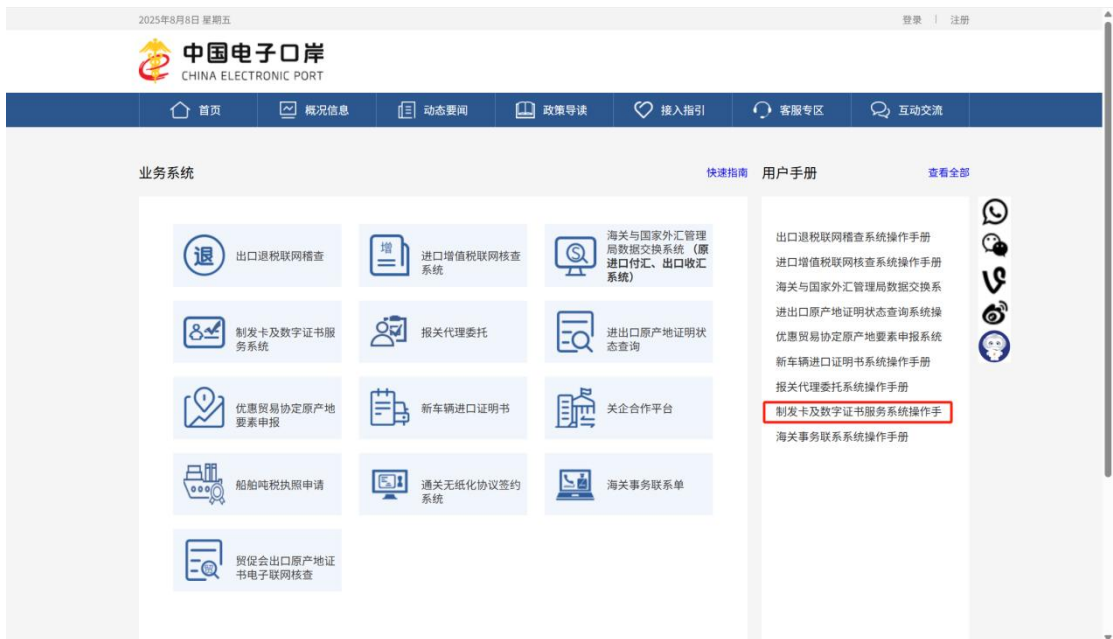 2025年8月8日 星期五
登录 | 注册
中国电子口岸
CHINA ELECTRONIC PORT
首页
概况信息
动态要闻
政策导读
接入指引
客服专区
互动交流
业务系统
快速指南
用户手册
查看全部
退
出口退税联网稽查
增
进口增值税联网核查
系统
海关与国家外汇管理
局数据交换系统（原
进口付汇、出口收汇
系统）
制发卡及数字证书服
务系统
报关代理委托
进出口原产地证明状
态查询
优惠贸易协定原产地
要素申报
新车辆进口证明书
关企合作平台
船舶吨税执照申请
通关无纸化协议签约
系统
海关事务联系单
贸促会出口原产地证
书电子联网核查
出口退税联网稽查系统操作手册
进口增值税联网核查系统操作手册
海关与国家外汇管理局数据交换系
进出口原产地证明状态查询系统操
优惠贸易协定原产地要素申报系统
新车辆进口证明书系统操作手册
报关代理委托系统操作手册
制发卡及数字证书服务系统操作手
海关事务联系系统操作手册